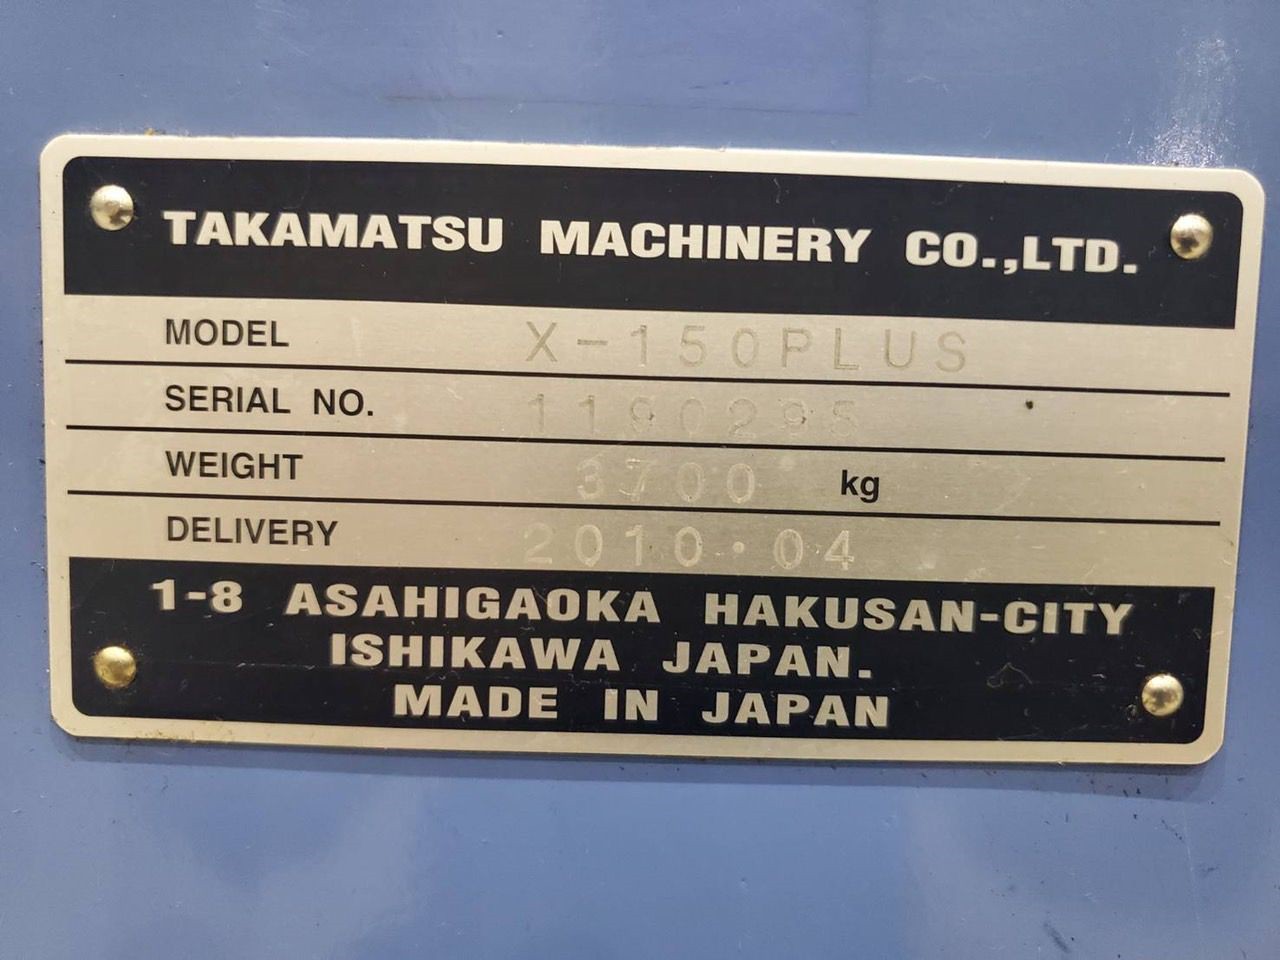 TAKAMATSU MACHINERY CO.,LTD.
MODEL X-150PLUS
SERIAL NO.
WEIGHT 3700 kg
DELIVERY 2010・04
1-8 ASAHIGAOKA HAKUSAN-CITY
ISHIKAWA JAPAN.
MADE IN JAPAN